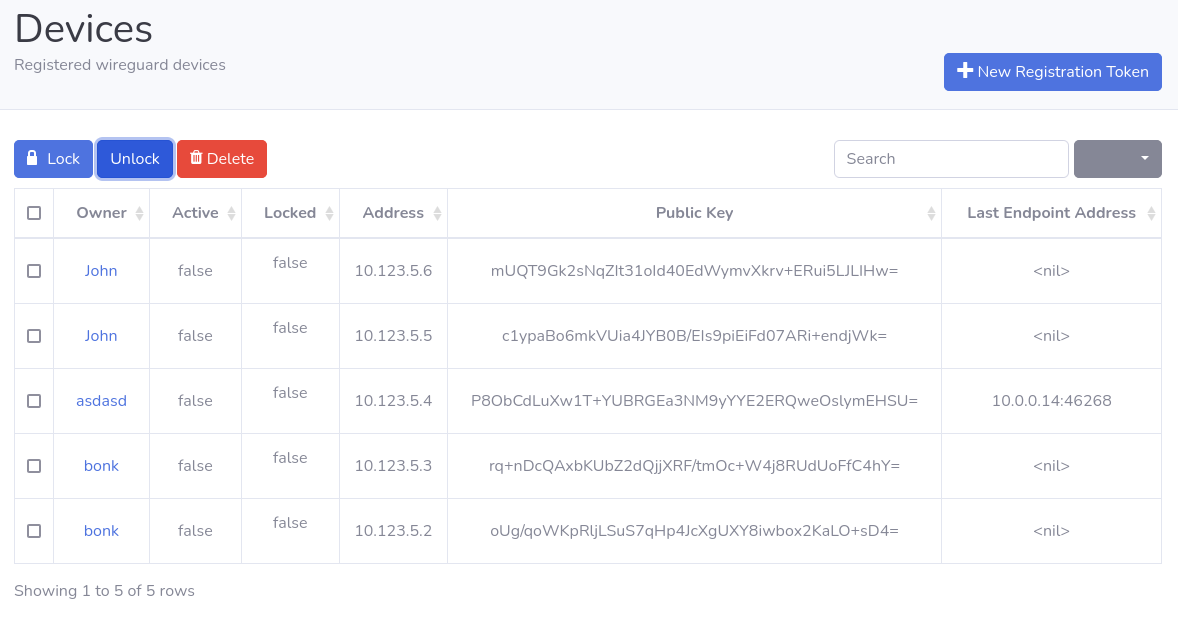 Devices
Registered wireguard devices
New Registration Token
Lock Unlock Delete Search
Owner Active Locked Address Public Key Last Endpoint Address
John false false 10.123.5.6 mUQT9Gk2sNqZIt31oId40EdWymvXkrv+ERui5LJLIHw= <nil>
John false false 10.123.5.5 c1ypaBo6mkVUia4JYB0B/EIs9piEiFd07ARi+endjWk= <nil>
asdasd false false 10.123.5.4 P8ObCdLuXw1T+YUBRGEa3NM9yYYE2ERQweOslymEHSU= 10.0.0.14:46268
bonk false false 10.123.5.3 rq+nDcQAxbKUbZ2dQjjXRF/tmOc+W4j8RUdUoFfC4hY= <nil>
bonk false false 10.123.5.2 oUg/qoWKpRljLSuS7qHp4JcXgUXY8iwbox2KaLO+sD4= <nil>
Showing 1 to 5 of 5 rows